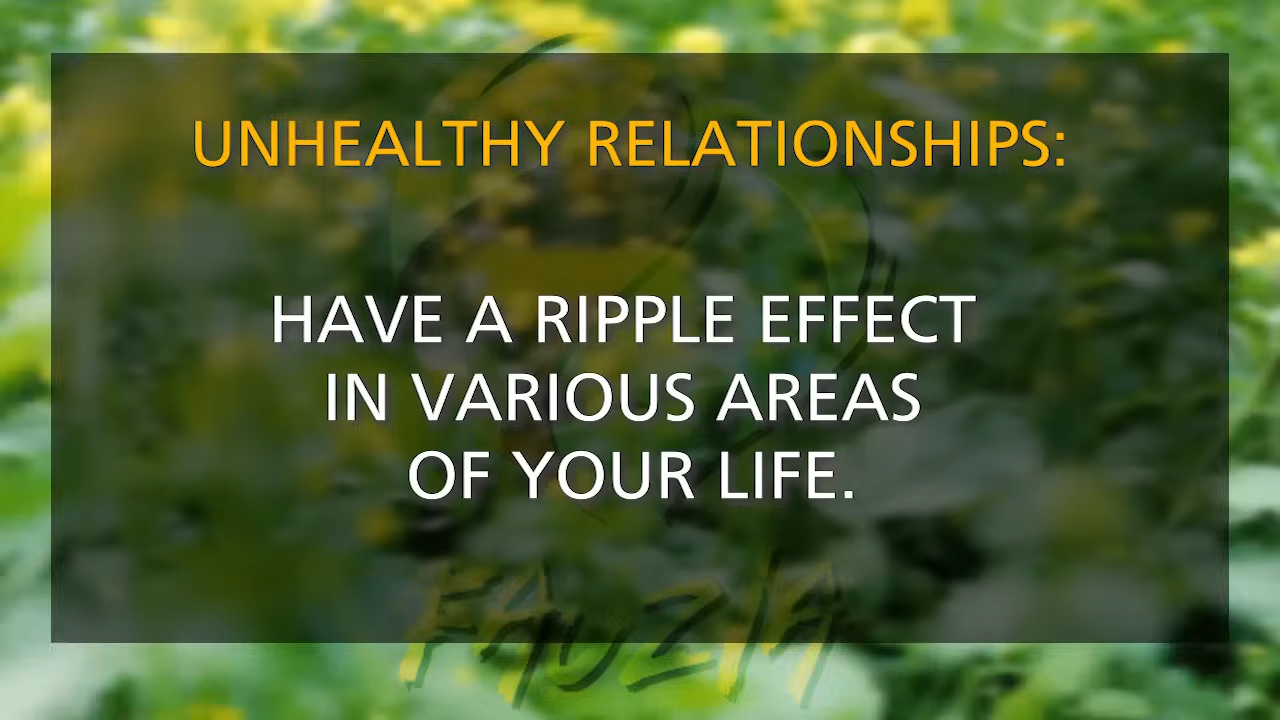 UNHEALTHY RELATIONSHIPS:
HAVE A RIPPLE EFFECT
IN VARIOUS AREAS
OF YOUR LIFE.
FAUZIA